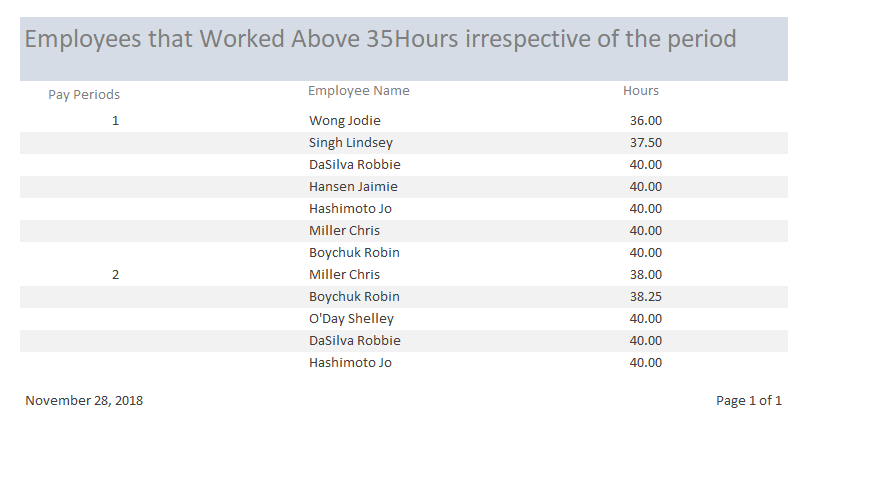 Employees that Worked Above 35Hours irrespective of the period
Pay Periods Employee Name Hours
1 Wong Jodie 36.00
Singh Lindsey 37.50
DaSilva Robbie 40.00
Hansen Jaimie 40.00
Hashimoto Jo 40.00
Miller Chris 40.00
Boychuk Robin 40.00
2 Miller Chris 38.00
Boychuk Robin 38.25
O'Day Shelley 40.00
DaSilva Robbie 40.00
Hashimoto Jo 40.00
November 28, 2018 Page 1 of 1